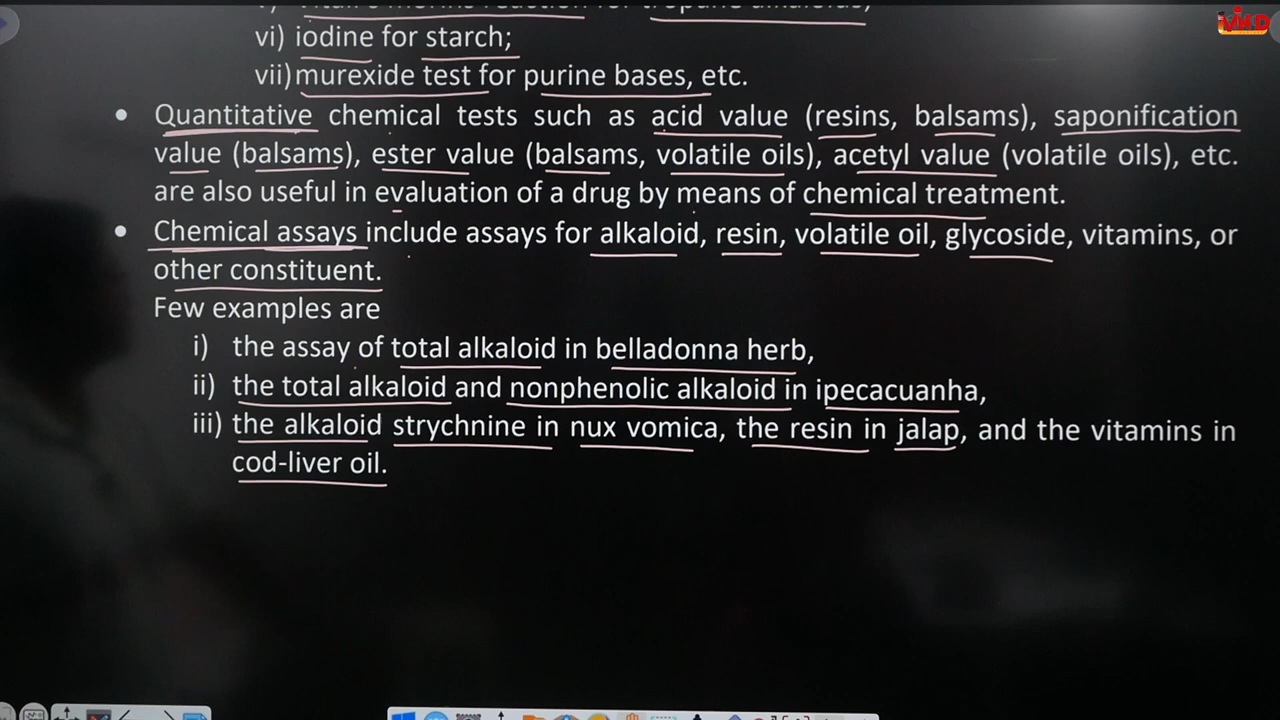 vi) iodine for starch;
vii) murexide test for purine bases, etc.
• Quantitative chemical tests such as acid value (resins, balsams), saponification
value (balsams), ester value (balsams, volatile oils), acetyl value (volatile oils), etc.
are also useful in evaluation of a drug by means of chemical treatment.
• Chemical assays include assays for alkaloid, resin, volatile oil, glycoside, vitamins, or
other constituent.
Few examples are
i) the assay of total alkaloid in belladonna herb,
ii) the total alkaloid and nonphenolic alkaloid in ipecacuanha,
iii) the alkaloid strychnine in nux vomica, the resin in jalap, and the vitamins in
cod-liver oil.